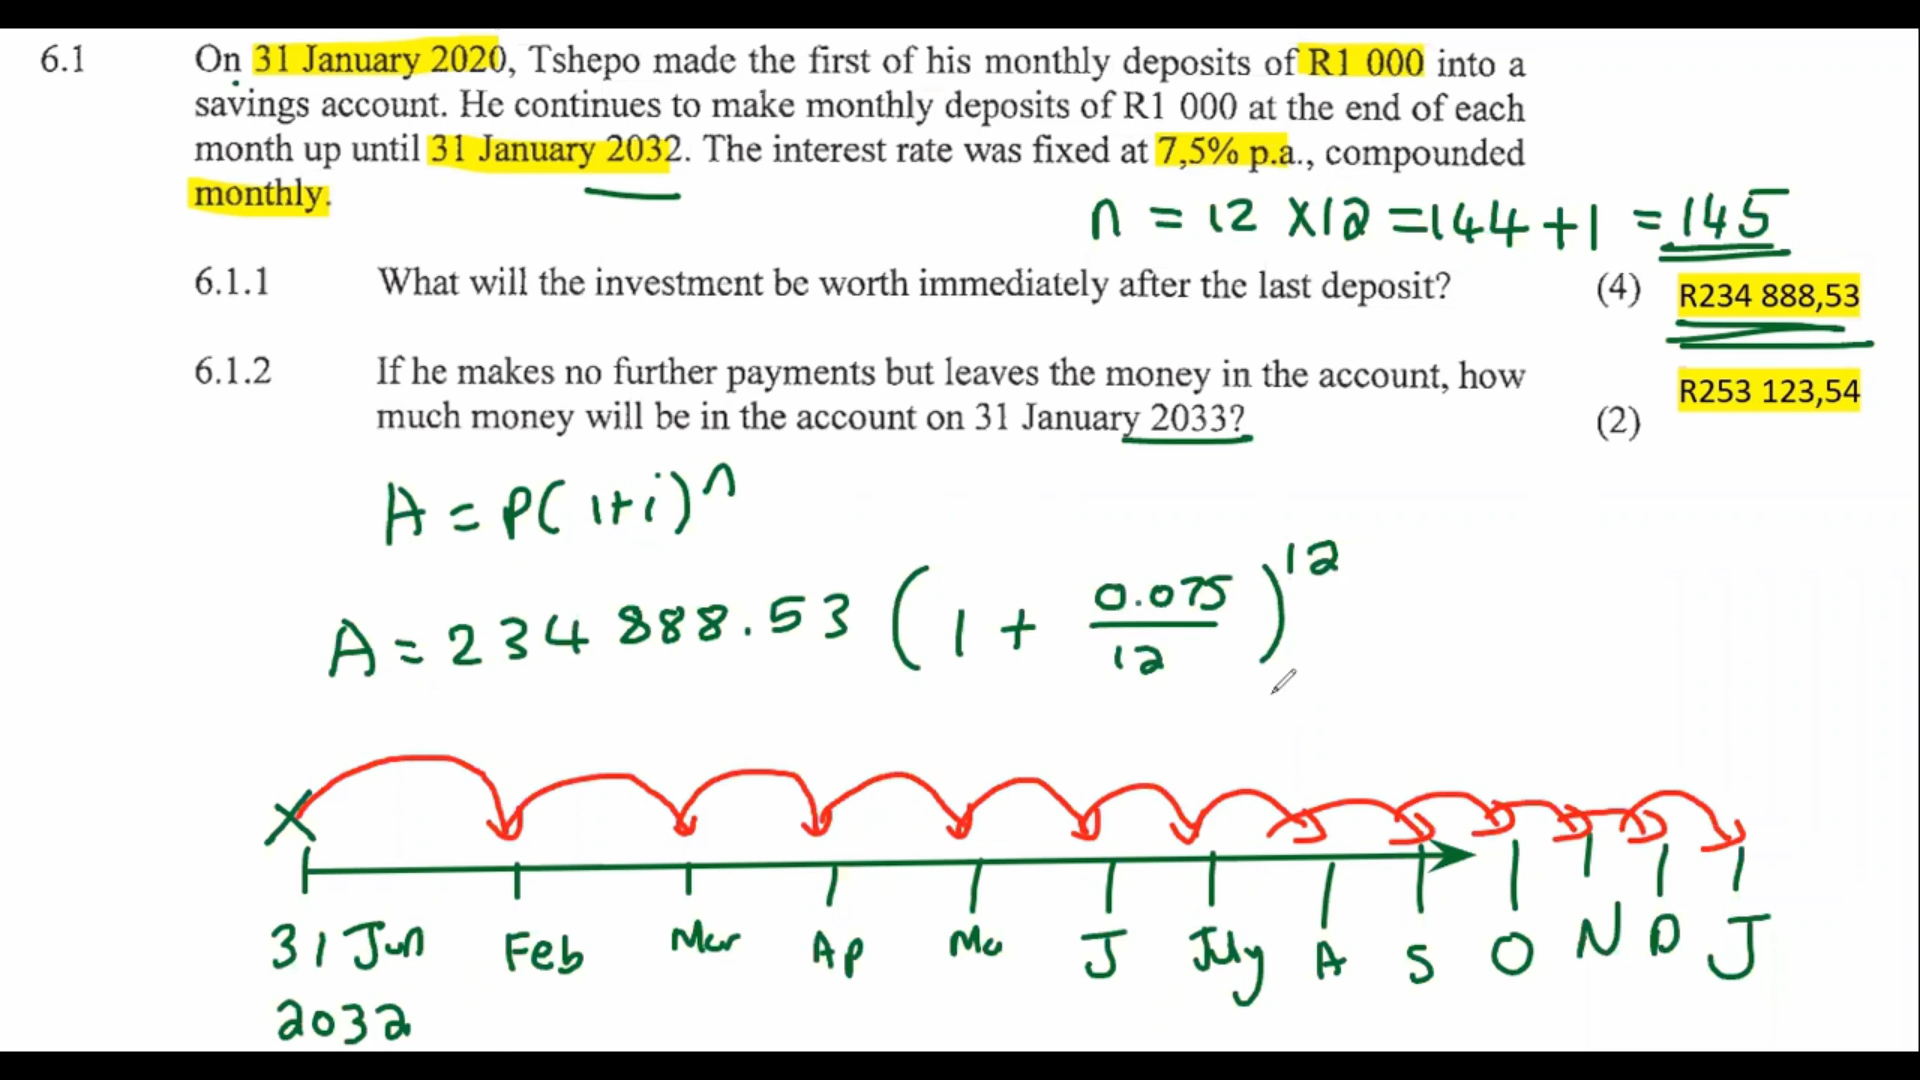 6.1 On 31 January 2020, Tshepo made the first of his monthly deposits of R1 000 into a
savings account. He continues to make monthly deposits of R1 000 at the end of each
month up until 31 January 2032. The interest rate was fixed at 7,5% p.a., compounded
monthly.
n = 12 ×12 =144+1 = 145
6.1.1 What will the investment be worth immediately after the last deposit? (4) R234 888,53
6.1.2 If he makes no further payments but leaves the money in the account, how
much money will be in the account on 31 January 2033? (2)
R253 123,54
A = P(1+i)^n
A = 234 888.53 (1 + 0.075/12)^12
31 Jun Feb Mar Ap Ma J July A S O N D J
2032